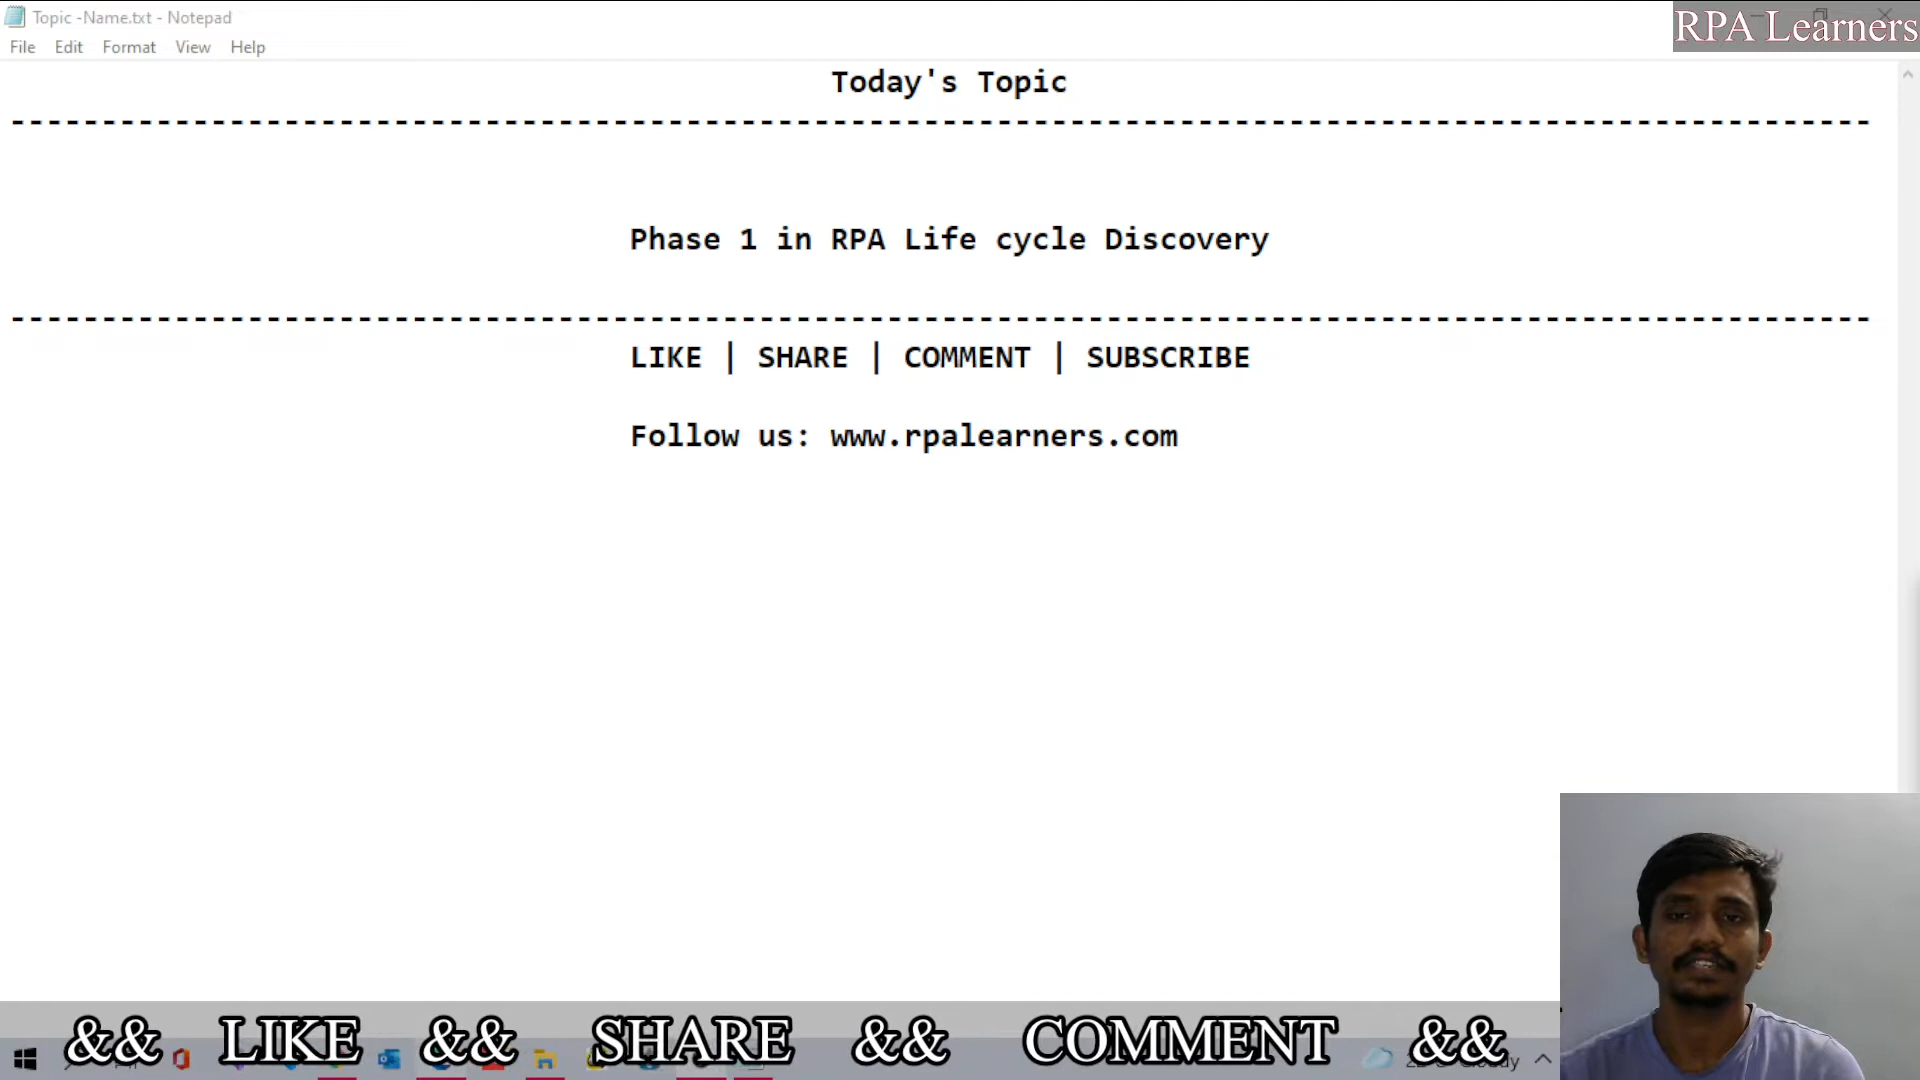 Topic -Name.txt - Notepad
RPA Learners
File Edit Format View Help
Today's Topic
-------------------------------------------------------------------------------------------------------
Phase 1 in RPA Life cycle Discovery
-------------------------------------------------------------------------------------------------------
LIKE | SHARE | COMMENT | SUBSCRIBE
Follow us: www.rpalearners.com
&& LIKE && SHARE && COMMENT &&